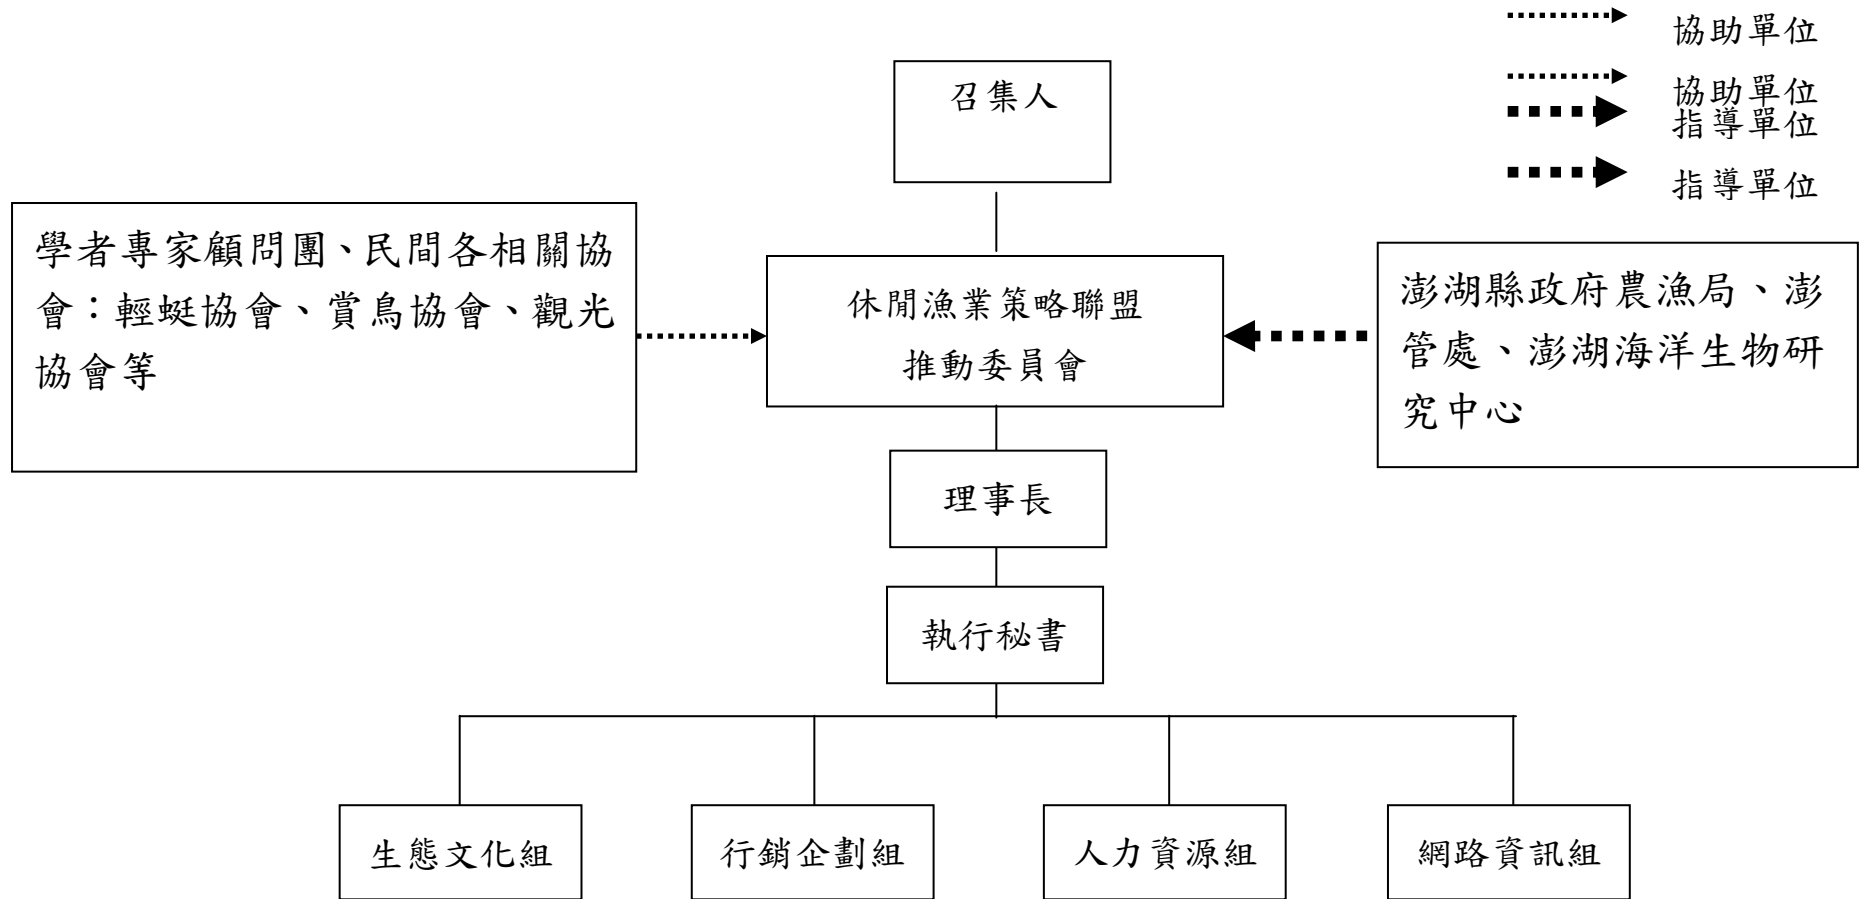 協助單位
召集人
協助單位
指導單位
指導單位
學者專家顧問團、民間各相關協
會：輕蜓協會、賞鳥協會、觀光
協會等
休閒漁業策略聯盟
推動委員會
澎湖縣政府農漁局、澎
管處、澎湖海洋生物研
究中心
理事長
執行秘書
生態文化組
行銷企劃組
人力資源組
網路資訊組